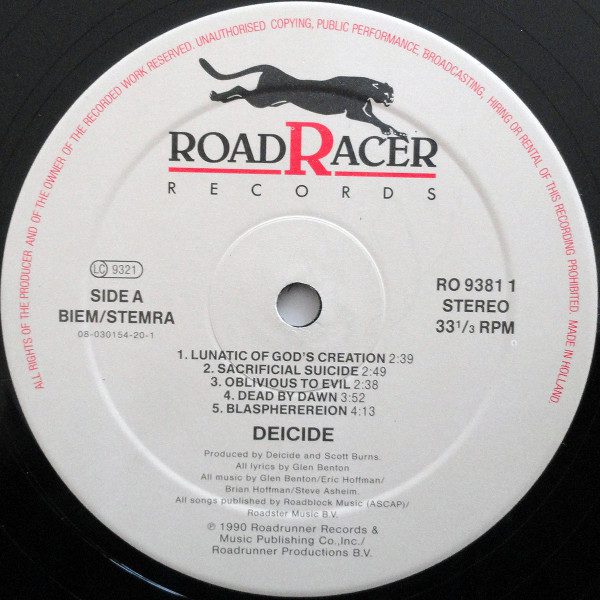 ALL RIGHTS OF THE PRODUCER AND OF THE OWNER OF THE RECORDED WORK RESERVED. UNAUTHORISED COPYING, PUBLIC PERFORMANCE, BROADCASTING, HIRING OR RENTAL OF THIS RECORDING PROHIBITED. MADE IN HOLLAND.
ROADRACER
RECORDS
LC 9321
SIDE A
BIEM/STEMRA
08-030154-20-1
RO 9381 1
STEREO
33 1/3 RPM
1. LUNATIC OF GOD'S CREATION 2:39
2. SACRIFICIAL SUICIDE 2:49
3. OBLIVIOUS TO EVIL 2:38
4. DEAD BY DAWN 3:52
5. BLASPHEREREION 4:13
DEICIDE
Produced by Deicide and Scott Burns.
All lyrics by Glen Benton
All music by Glen Benton/Eric Hoffman/
Brian Hoffman/Steve Asheim.
All songs published by Roadblock Music (ASCAP)/
Roadster Music B.V.
℗ 1990 Roadrunner Records &
Music Publishing Co.,Inc./
Roadrunner Productions B.V.